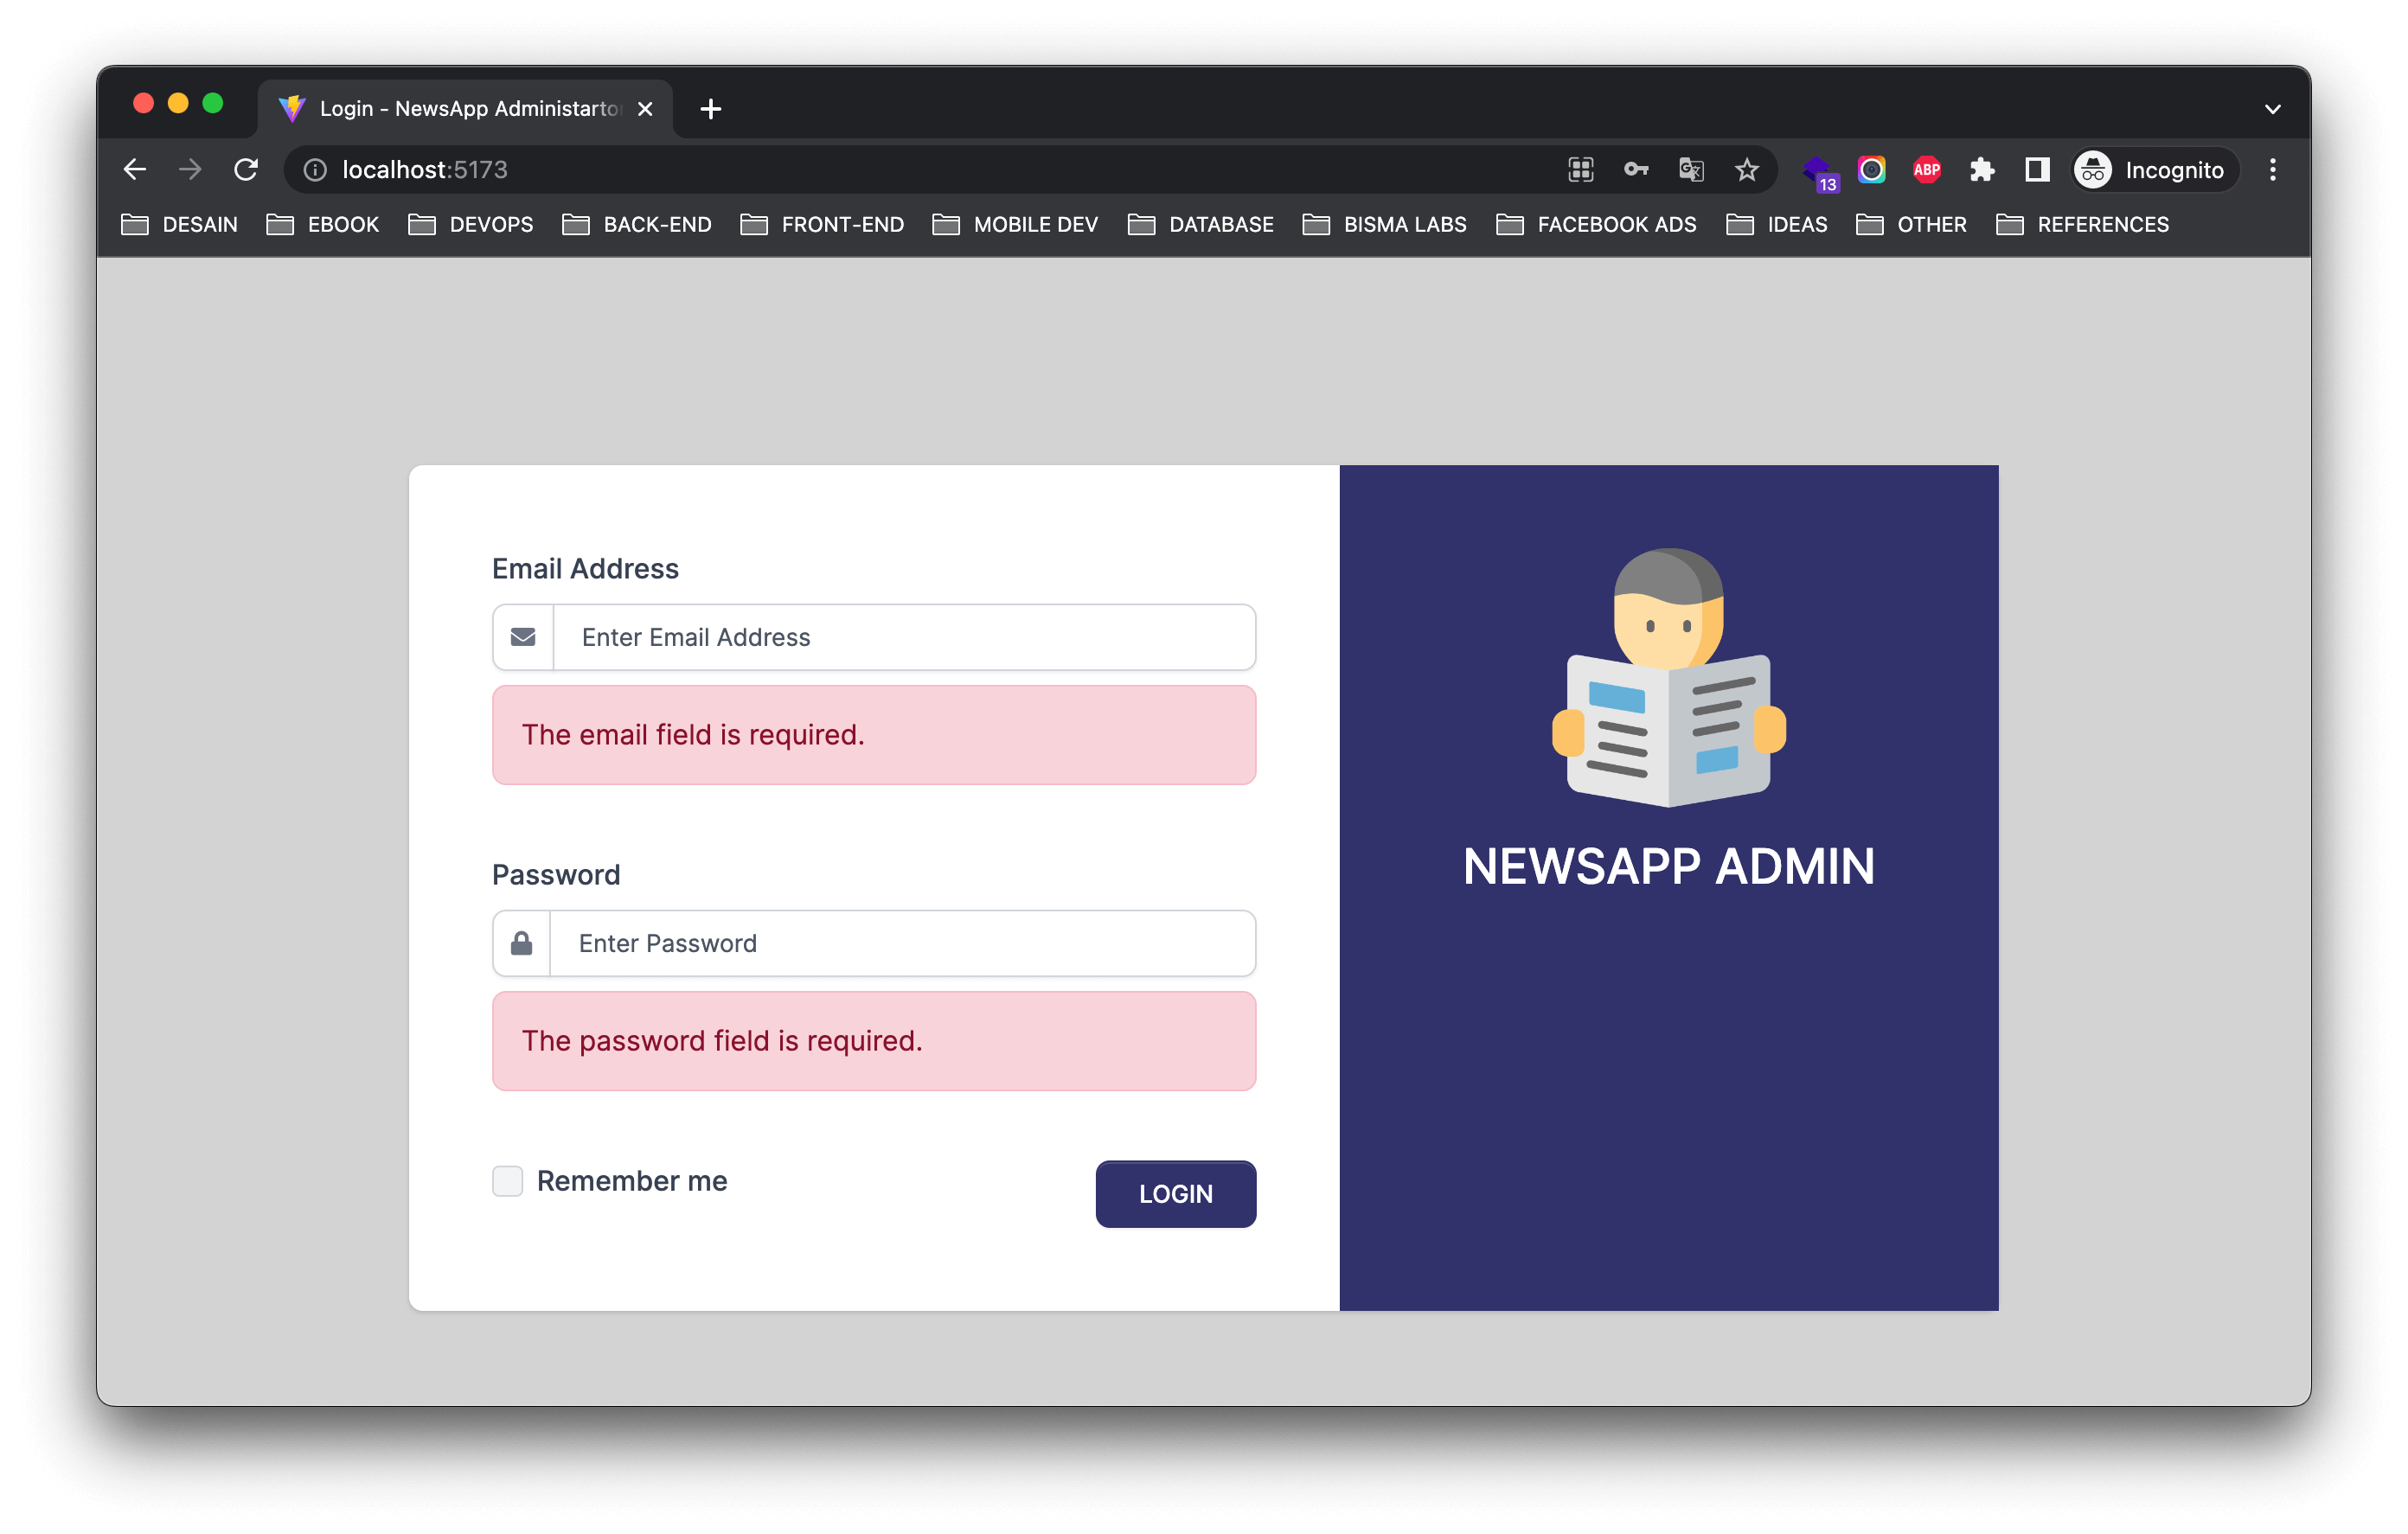 Login - NewsApp Administarto
localhost:5173
13
ABP
Incognito
DESAIN EBOOK DEVOPS BACK-END FRONT-END MOBILE DEV DATABASE BISMA LABS FACEBOOK ADS IDEAS OTHER REFERENCES
Email Address
Enter Email Address
The email field is required.
Password
Enter Password
The password field is required.
Remember me
LOGIN
NEWSAPP ADMIN